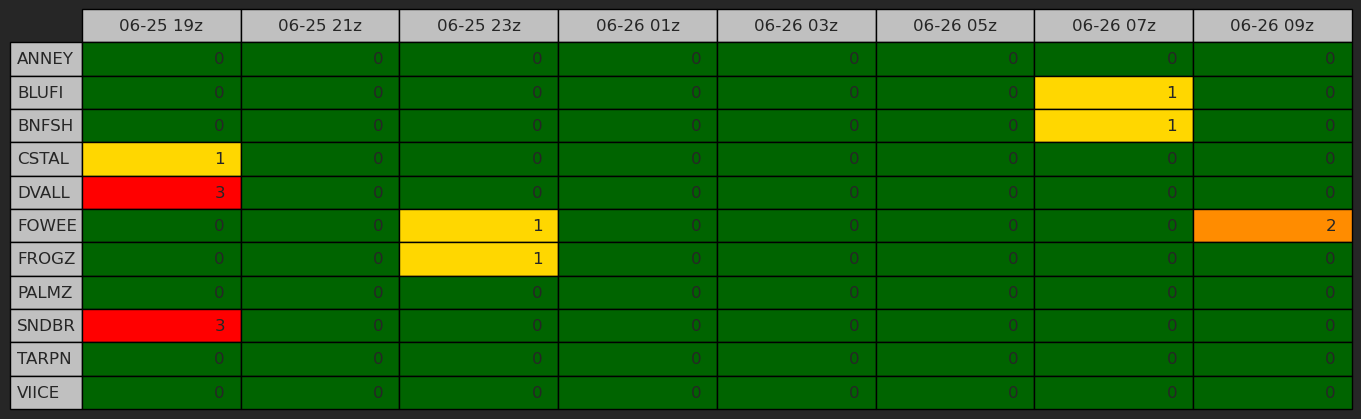 06-25 19z 06-25 21z 06-25 23z 06-26 01z 06-26 03z 06-26 05z 06-26 07z 06-26 09z
ANNEY 0 0 0 0 0 0 0 0
BLUFI 0 0 0 0 0 0 1 0
BNFSH 0 0 0 0 0 0 1 0
CSTAL 1 0 0 0 0 0 0 0
DVALL 3 0 0 0 0 0 0 0
FOWEE 0 0 1 0 0 0 0 2
FROGZ 0 0 1 0 0 0 0 0
PALMZ 0 0 0 0 0 0 0 0
SNDBR 3 0 0 0 0 0 0 0
TARPN 0 0 0 0 0 0 0 0
VIICE 0 0 0 0 0 0 0 0